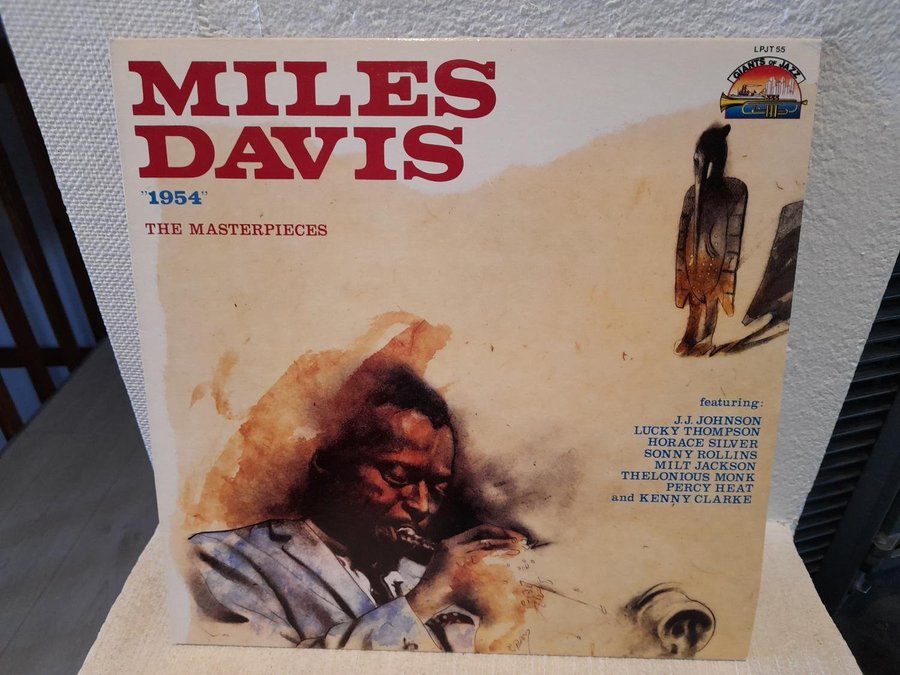 LPJT 55
GIANTS OF JAZZ
MILES
DAVIS
"1954"
THE MASTERPIECES
featuring:
J.J. JOHNSON
LUCKY THOMPSON
HORACE SILVER
SONNY ROLLINS
MILT JACKSON
THELONIOUS MONK
PERCY HEAT
and KENNY CLARKE